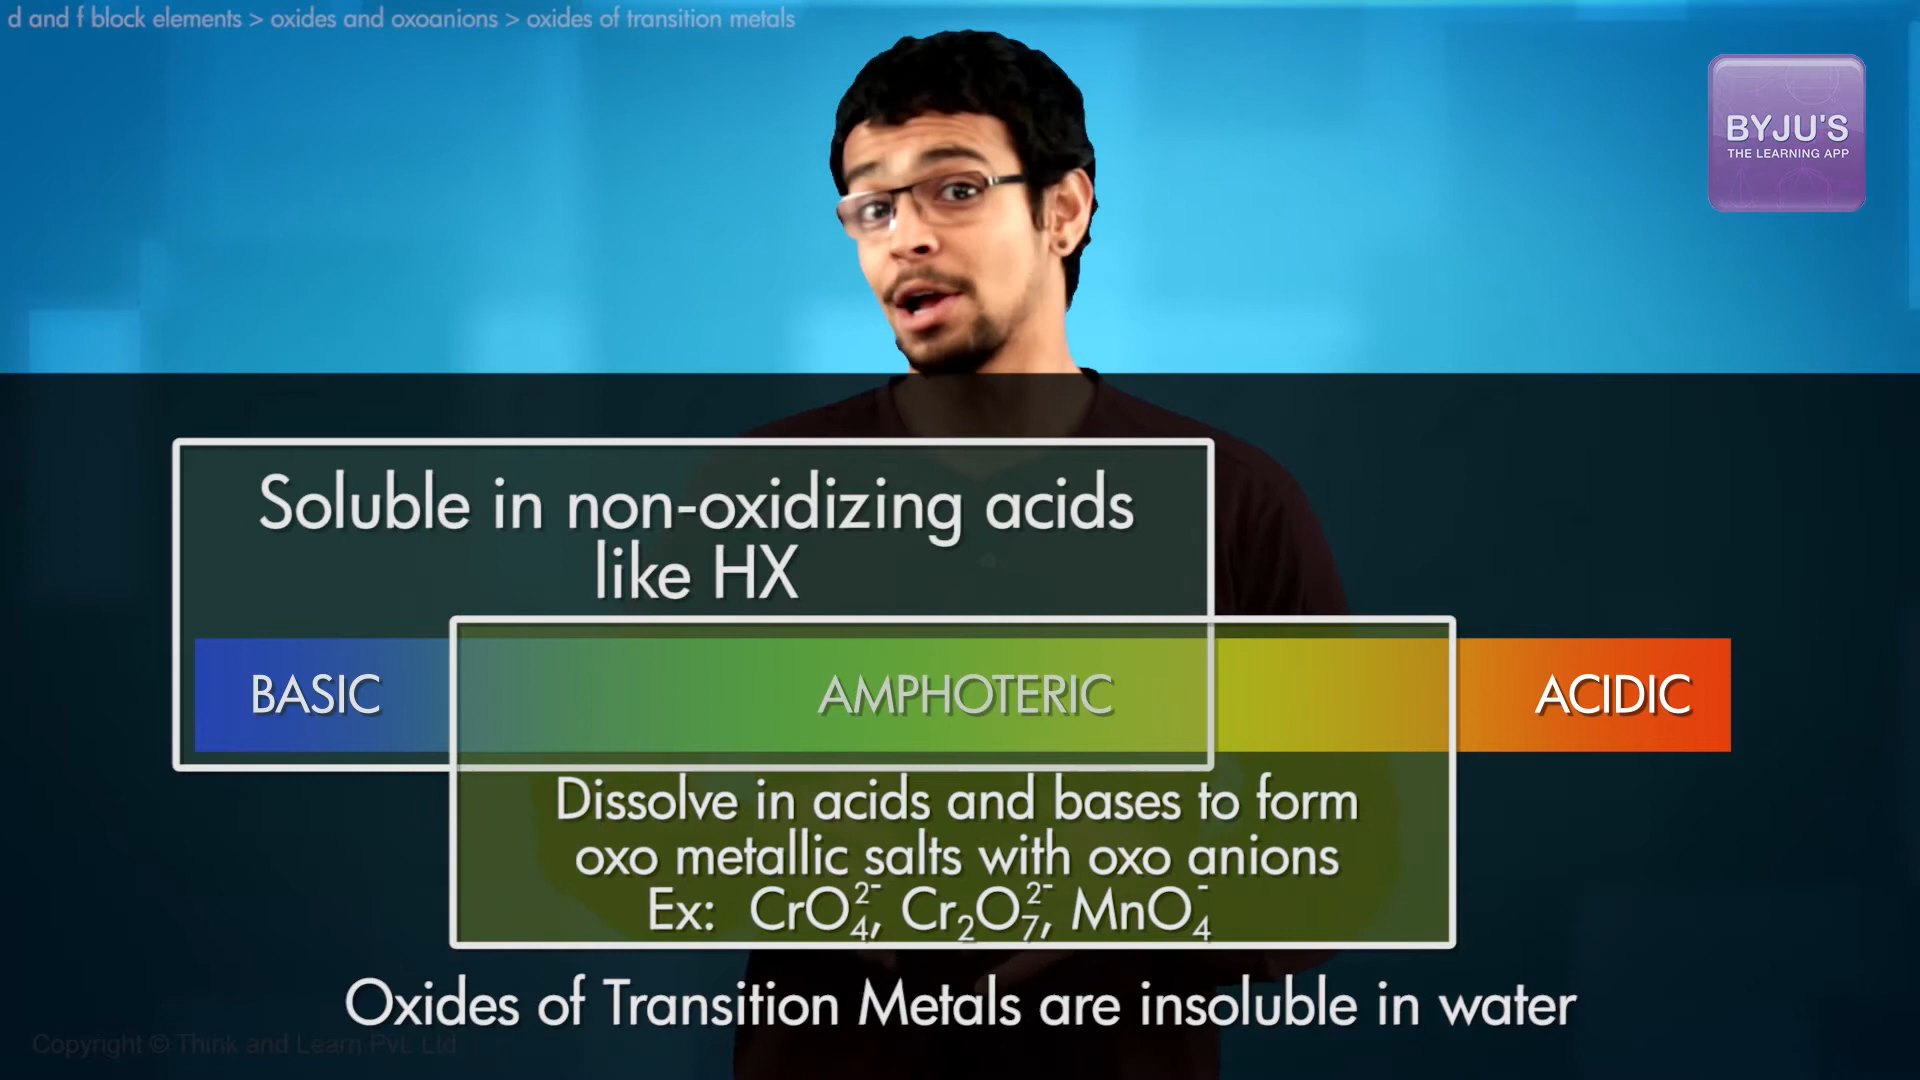 d and f block elements > oxides and oxoanions > oxides of transition metals
BYJU'S
THE LEARNING APP
Soluble in non-oxidizing acids
like HX
BASIC
AMPHOTERIC
ACIDIC
Dissolve in acids and bases to form
oxo metallic salts with oxo anions
Ex: CrO₄²⁻, Cr₂O₇²⁻, MnO₄⁻
Oxides of Transition Metals are insoluble in water
Copyright © Think and Learn Pvt. Ltd